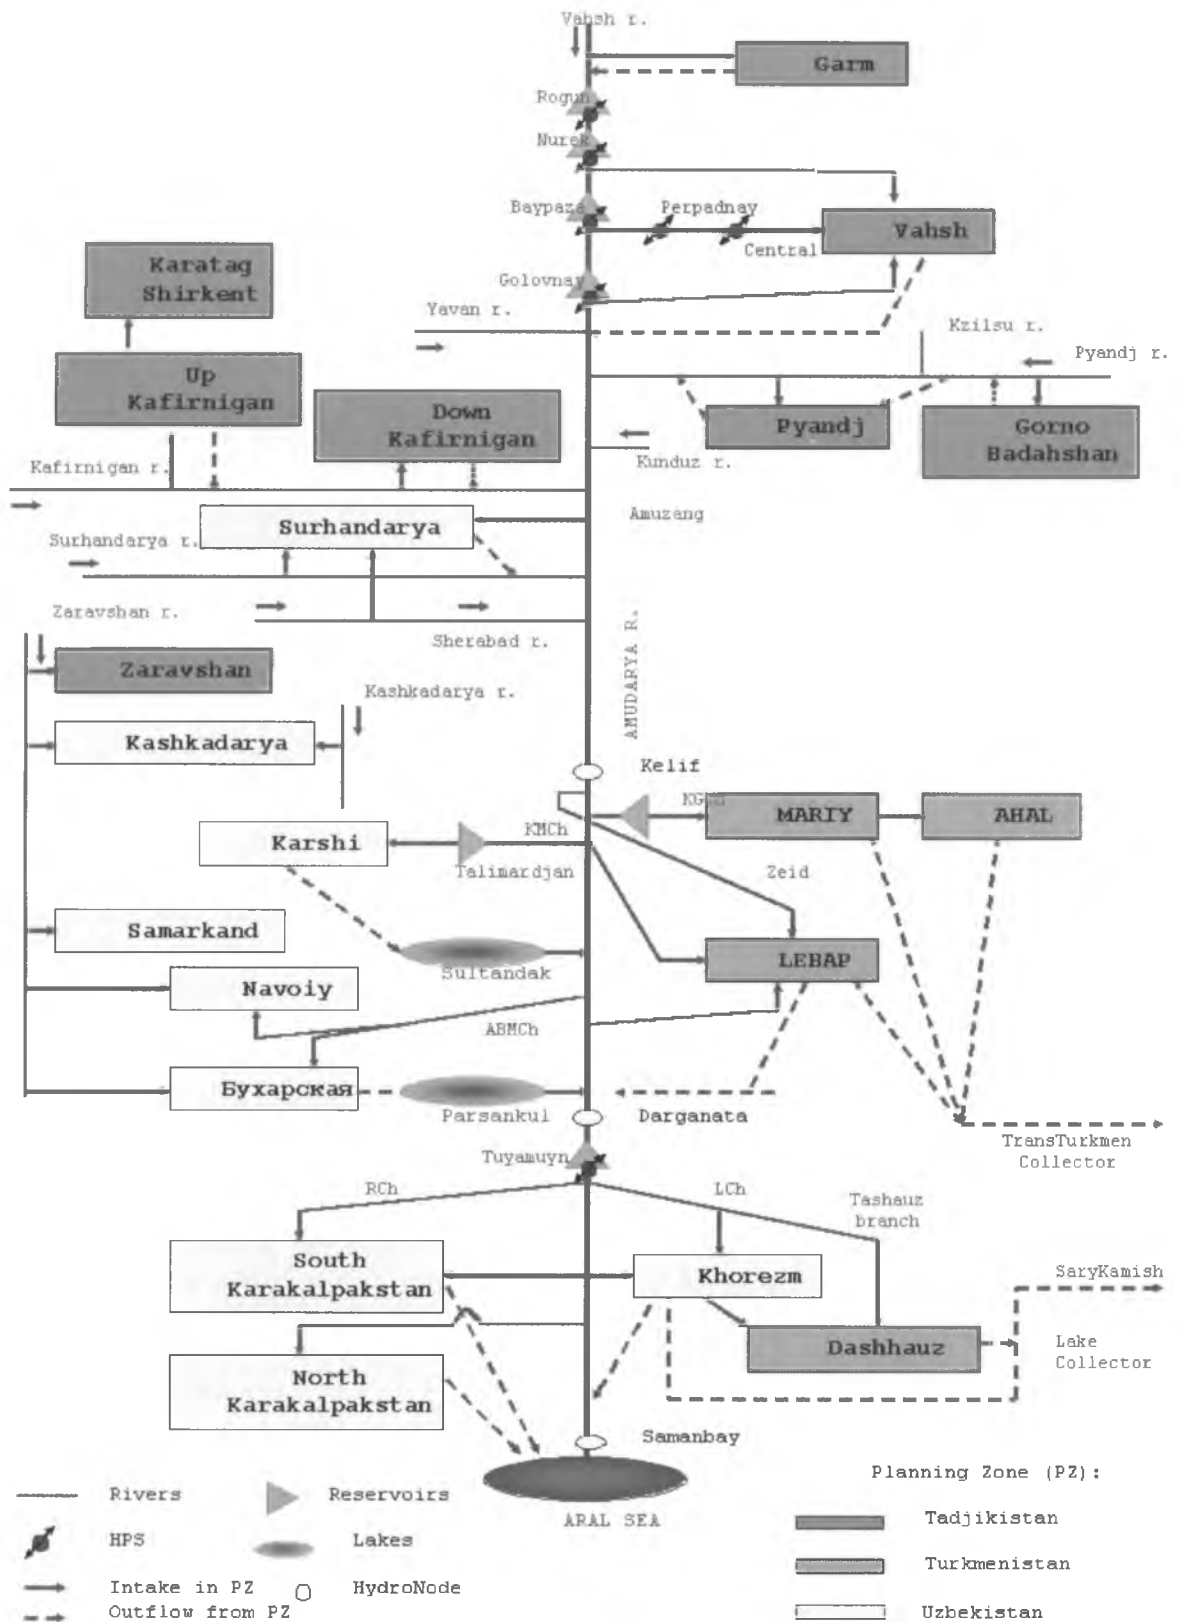 Vahsh r.
Garm
Rogun
Nurek
Baypaza
Perpadnay
Vahsh
Central
Karatag
Shirkent
Golovnay
Yavan r.
Kzilsu r.
Pyandj r.
Up
Kafirnigan
Down
Kafirnigan
Pyandj
Gorno
Badahshan
Kafirnigan r.
Kunduz r.
Surhandarya
Amuzang
Surhandarya r.
Zaravshan r.
Sherabad r.
AMUDARYA R.
Zaravshan
Kashkadarya r.
Kashkadarya
Kelif
MARIY
AHAL
Karshi
KMCh
Talimardjan
Zeid
Samarkand
LEBAP
Sultandak
Navoiy
ABMCh
Бухарская
Parsankul
Darganata
TransTurkmen
Collector
Tuyamuyn
RCh
LCh
Tashauz
branch
South
Karakalpakstan
Khorezm
SaryKamish
Dashhauz
Lake
Collector
North
Karakalpakstan
Samanbay
ARAL SEA
Rivers
Reservoirs
HPS
Lakes
Intake in PZ
HydroNode
Outflow from PZ
Planning Zone (PZ):
Tadjikistan
Turkmenistan
Uzbekistan